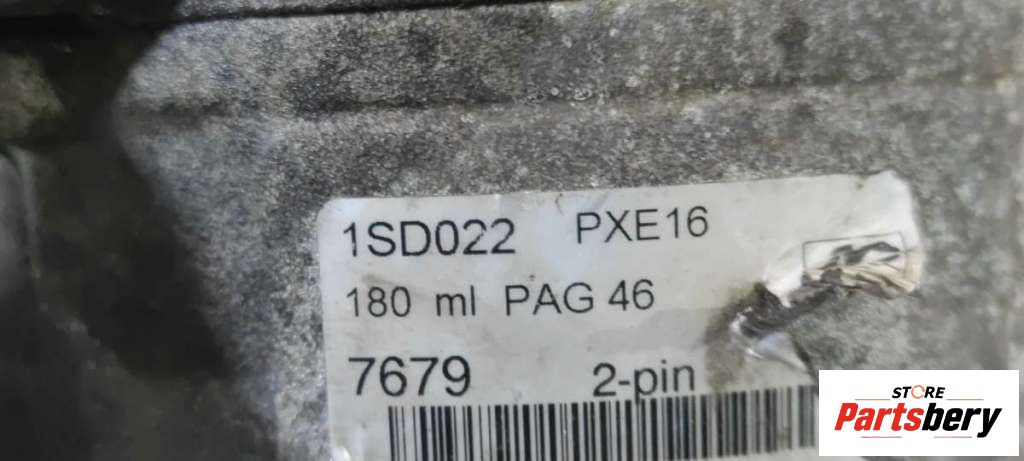 1SD022 PXE16
180 ml PAG 46
7679 2-pin
STORE
Partsbery